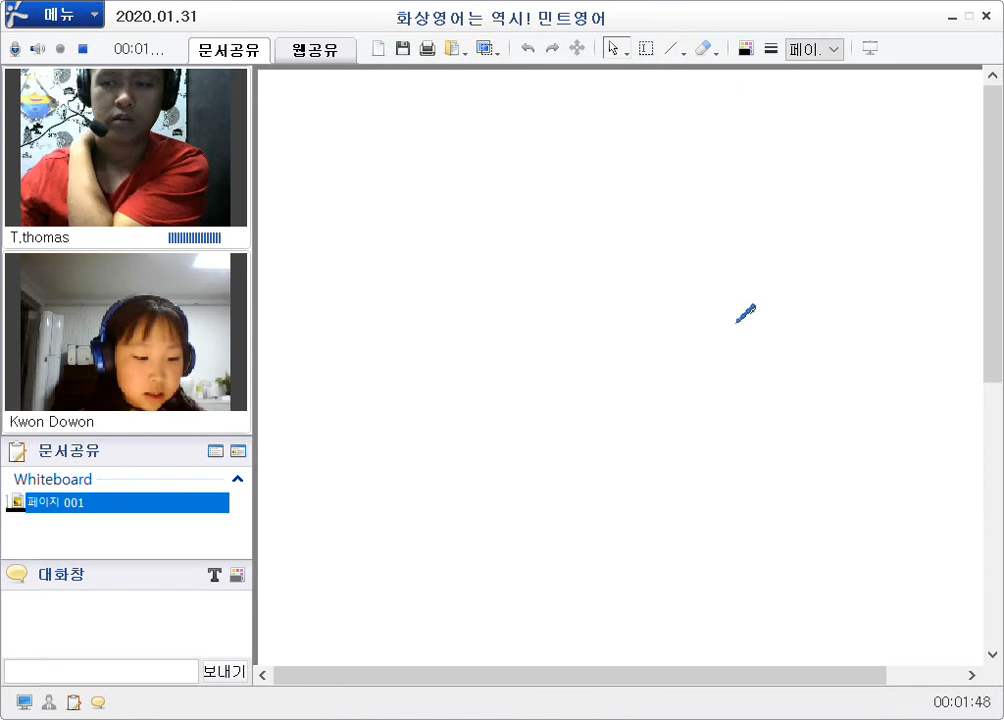 메뉴
2020.01.31
화상영어는 역시! 민트영어
00:01...
문서공유
웹공유
페이.
T.thomas
Kwon Dowon
문서공유
Whiteboard
페이지 001
대화창
보내기
00:01:48